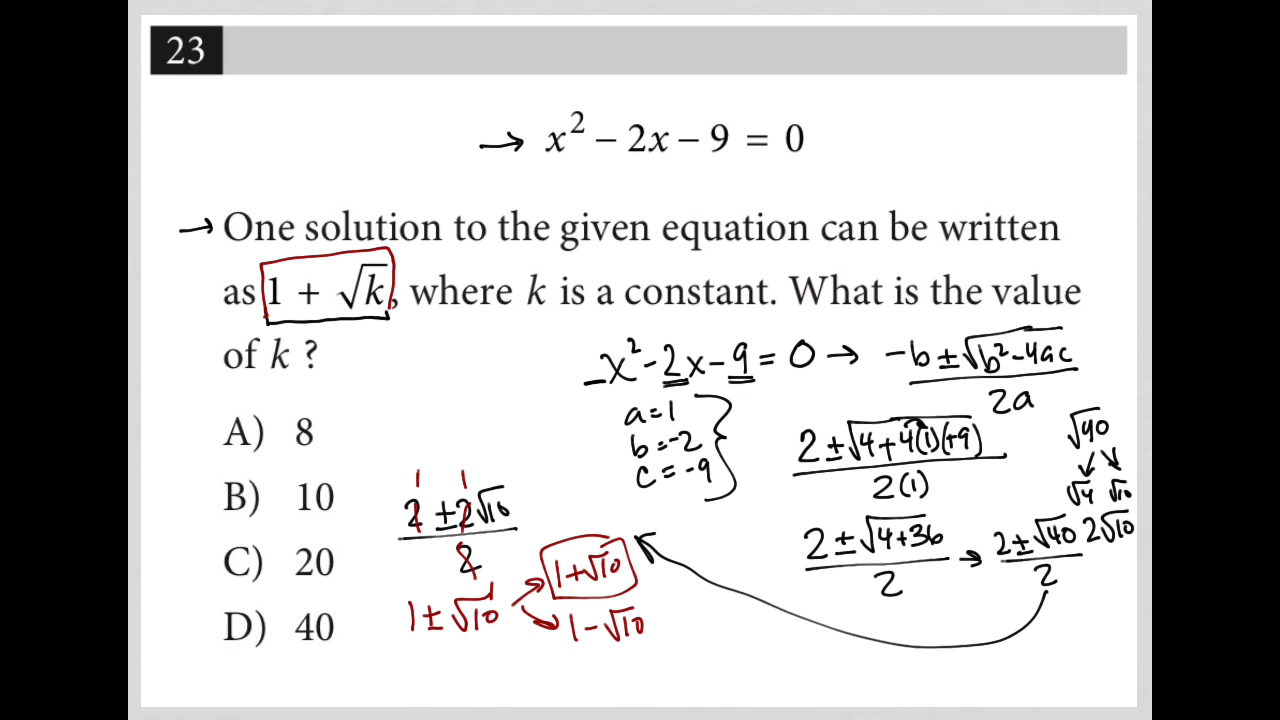 23
→ x² − 2x − 9 = 0
→ One solution to the given equation can be written
as 1 + √k, where k is a constant. What is the value
of k ?
A) 8
B) 10
C) 20
D) 40
x² - 2x - 9 = 0 → -b ± √(b² - 4ac) / 2a
a = 1
b = -2
c = -9
2 ± √(4 + 4(1)(+9)) / 2(1)
√40
√4 √10
2√10
2 ± √(4+36) / 2 → 2 ± √40 / 2
1 1
2 ± 2√10 / 2
1
1 ± √10
1 + √10
1 - √10